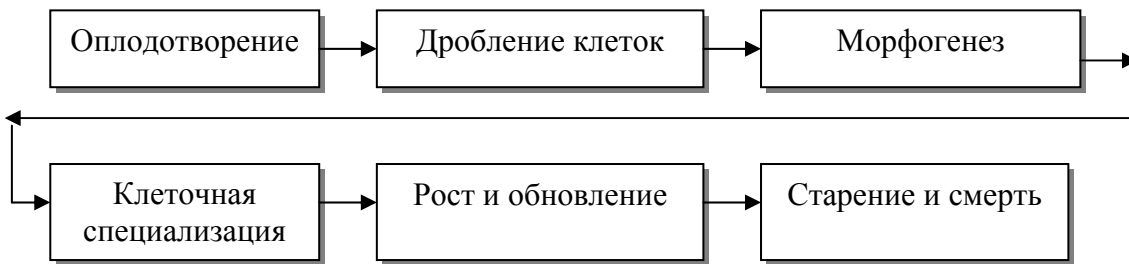 Оплодотворение
Дробление клеток
Морфогенез
Клеточная
специализация
Рост и обновление
Старение и смерть